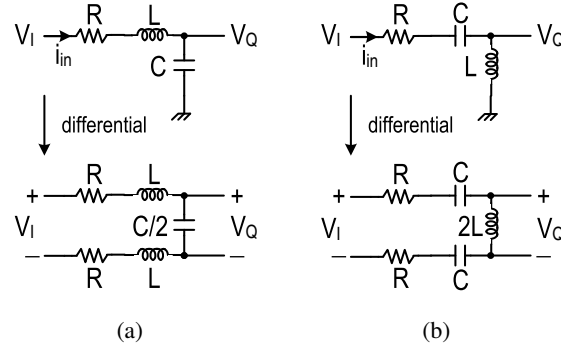 V_I R L V_Q
i_in C
differential
R L
+ +
V_I C/2 V_Q
– –
R L
(a)
V_I R C V_Q
i_in L
differential
R C
+ +
V_I 2L V_Q
– –
R C
(b)